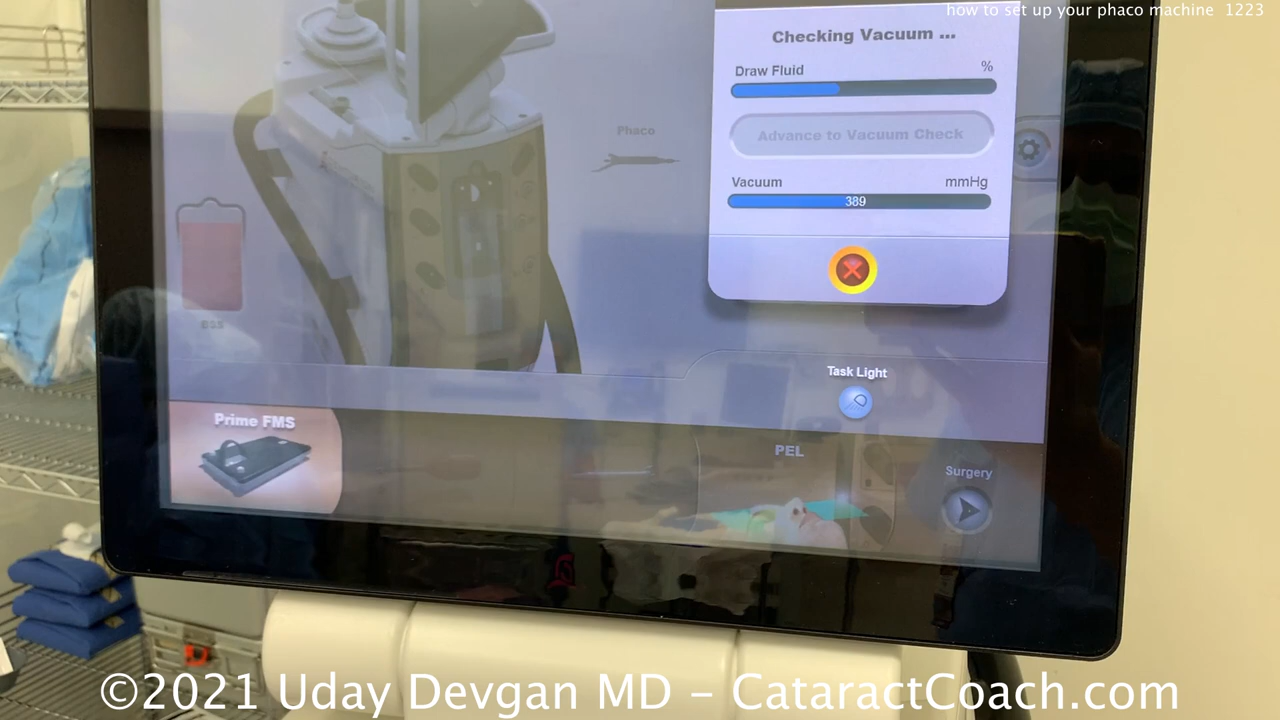 how to set up your phaco machine  1223
Checking Vacuum ...
Draw Fluid
%
Advance to Vacuum Check
Phaco
Vacuum
mmHg
389
BSS
Task Light
Prime FMS
PEL
Surgery
©2021 Uday Devgan MD – CataractCoach.com